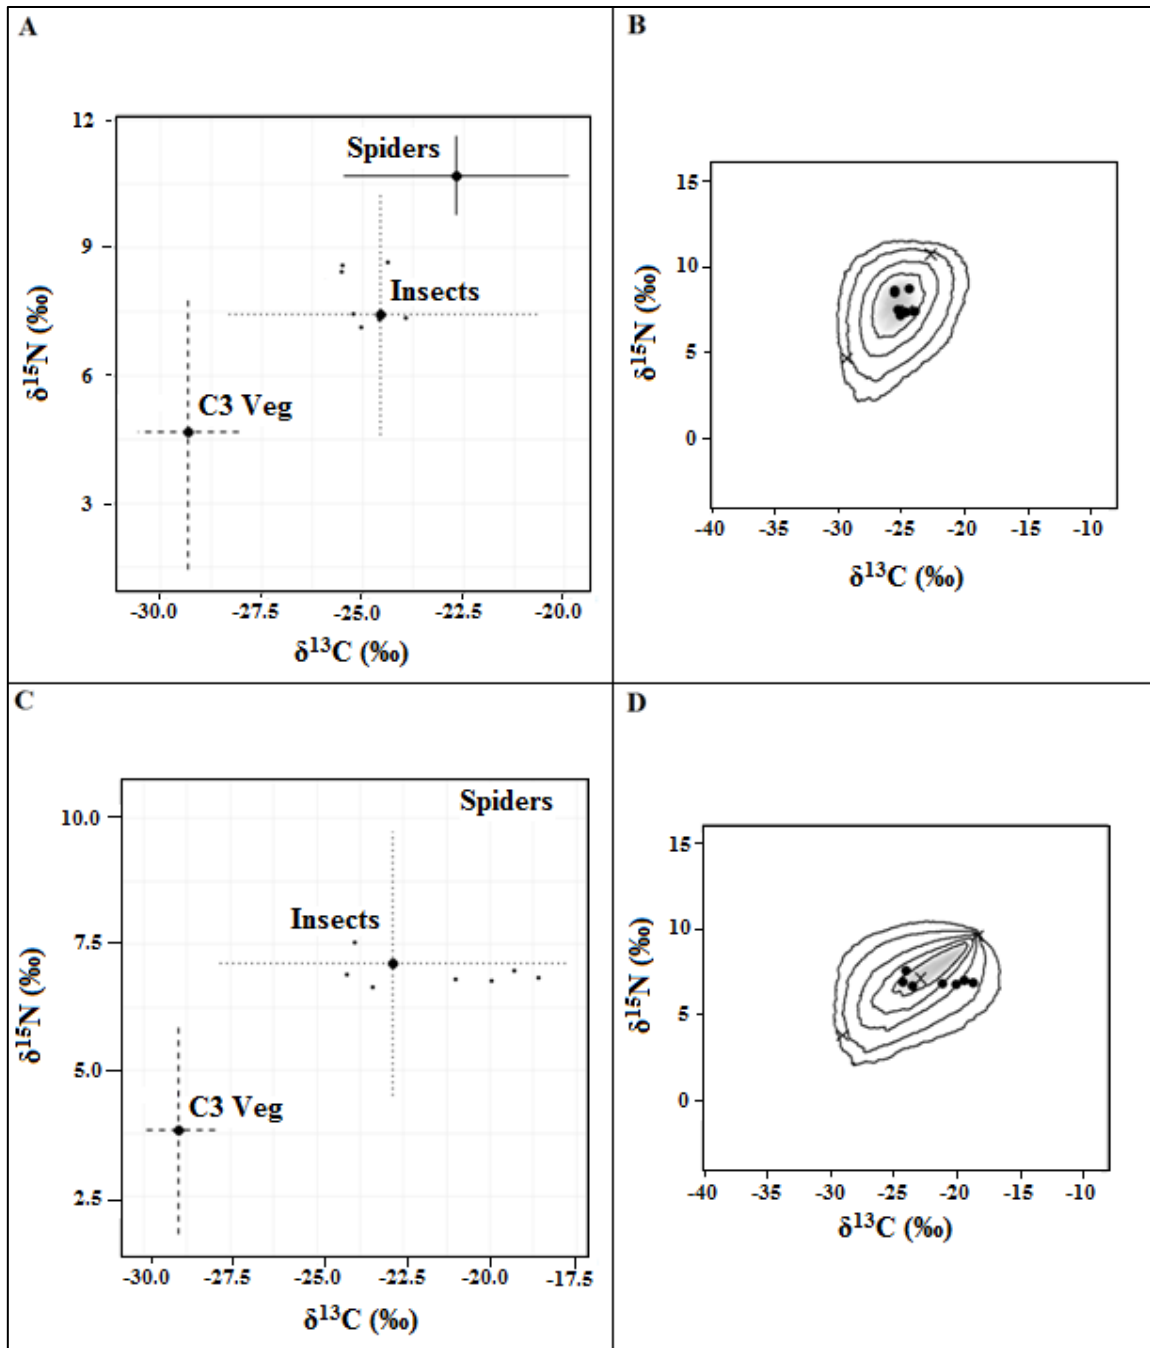 A
12
9
6
3
δ15N (‰)
Spiders
Insects
C3 Veg
-30.0 -27.5 -25.0 -22.5 -20.0
δ13C (‰)
B
15
10
5
0
δ15N (‰)
-40 -35 -30 -25 -20 -15 -10
δ13C (‰)
C
10.0
7.5
5.0
2.5
δ15N (‰)
Spiders
Insects
C3 Veg
-30.0 -27.5 -25.0 -22.5 -20.0 -17.5
δ13C (‰)
D
15
10
5
0
δ15N (‰)
-40 -35 -30 -25 -20 -15 -10
δ13C (‰)